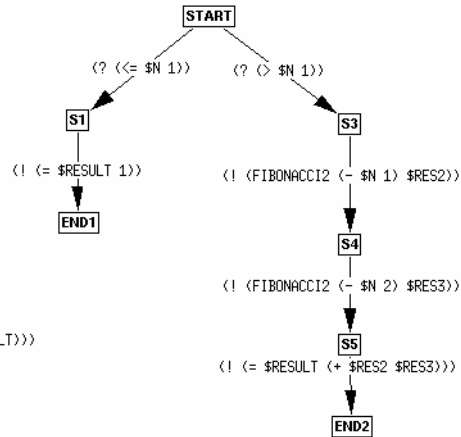 START
(? (<= $N 1)) (? (> $N 1))
S1 S3
(! (= $RESULT 1)) (! (FIBONACCI2 (- $N 1) $RES2))
END1
S4
(! (FIBONACCI2 (- $N 2) $RES3))
LT)))
S5
(! (= $RESULT (+ $RES2 $RES3)))
END2